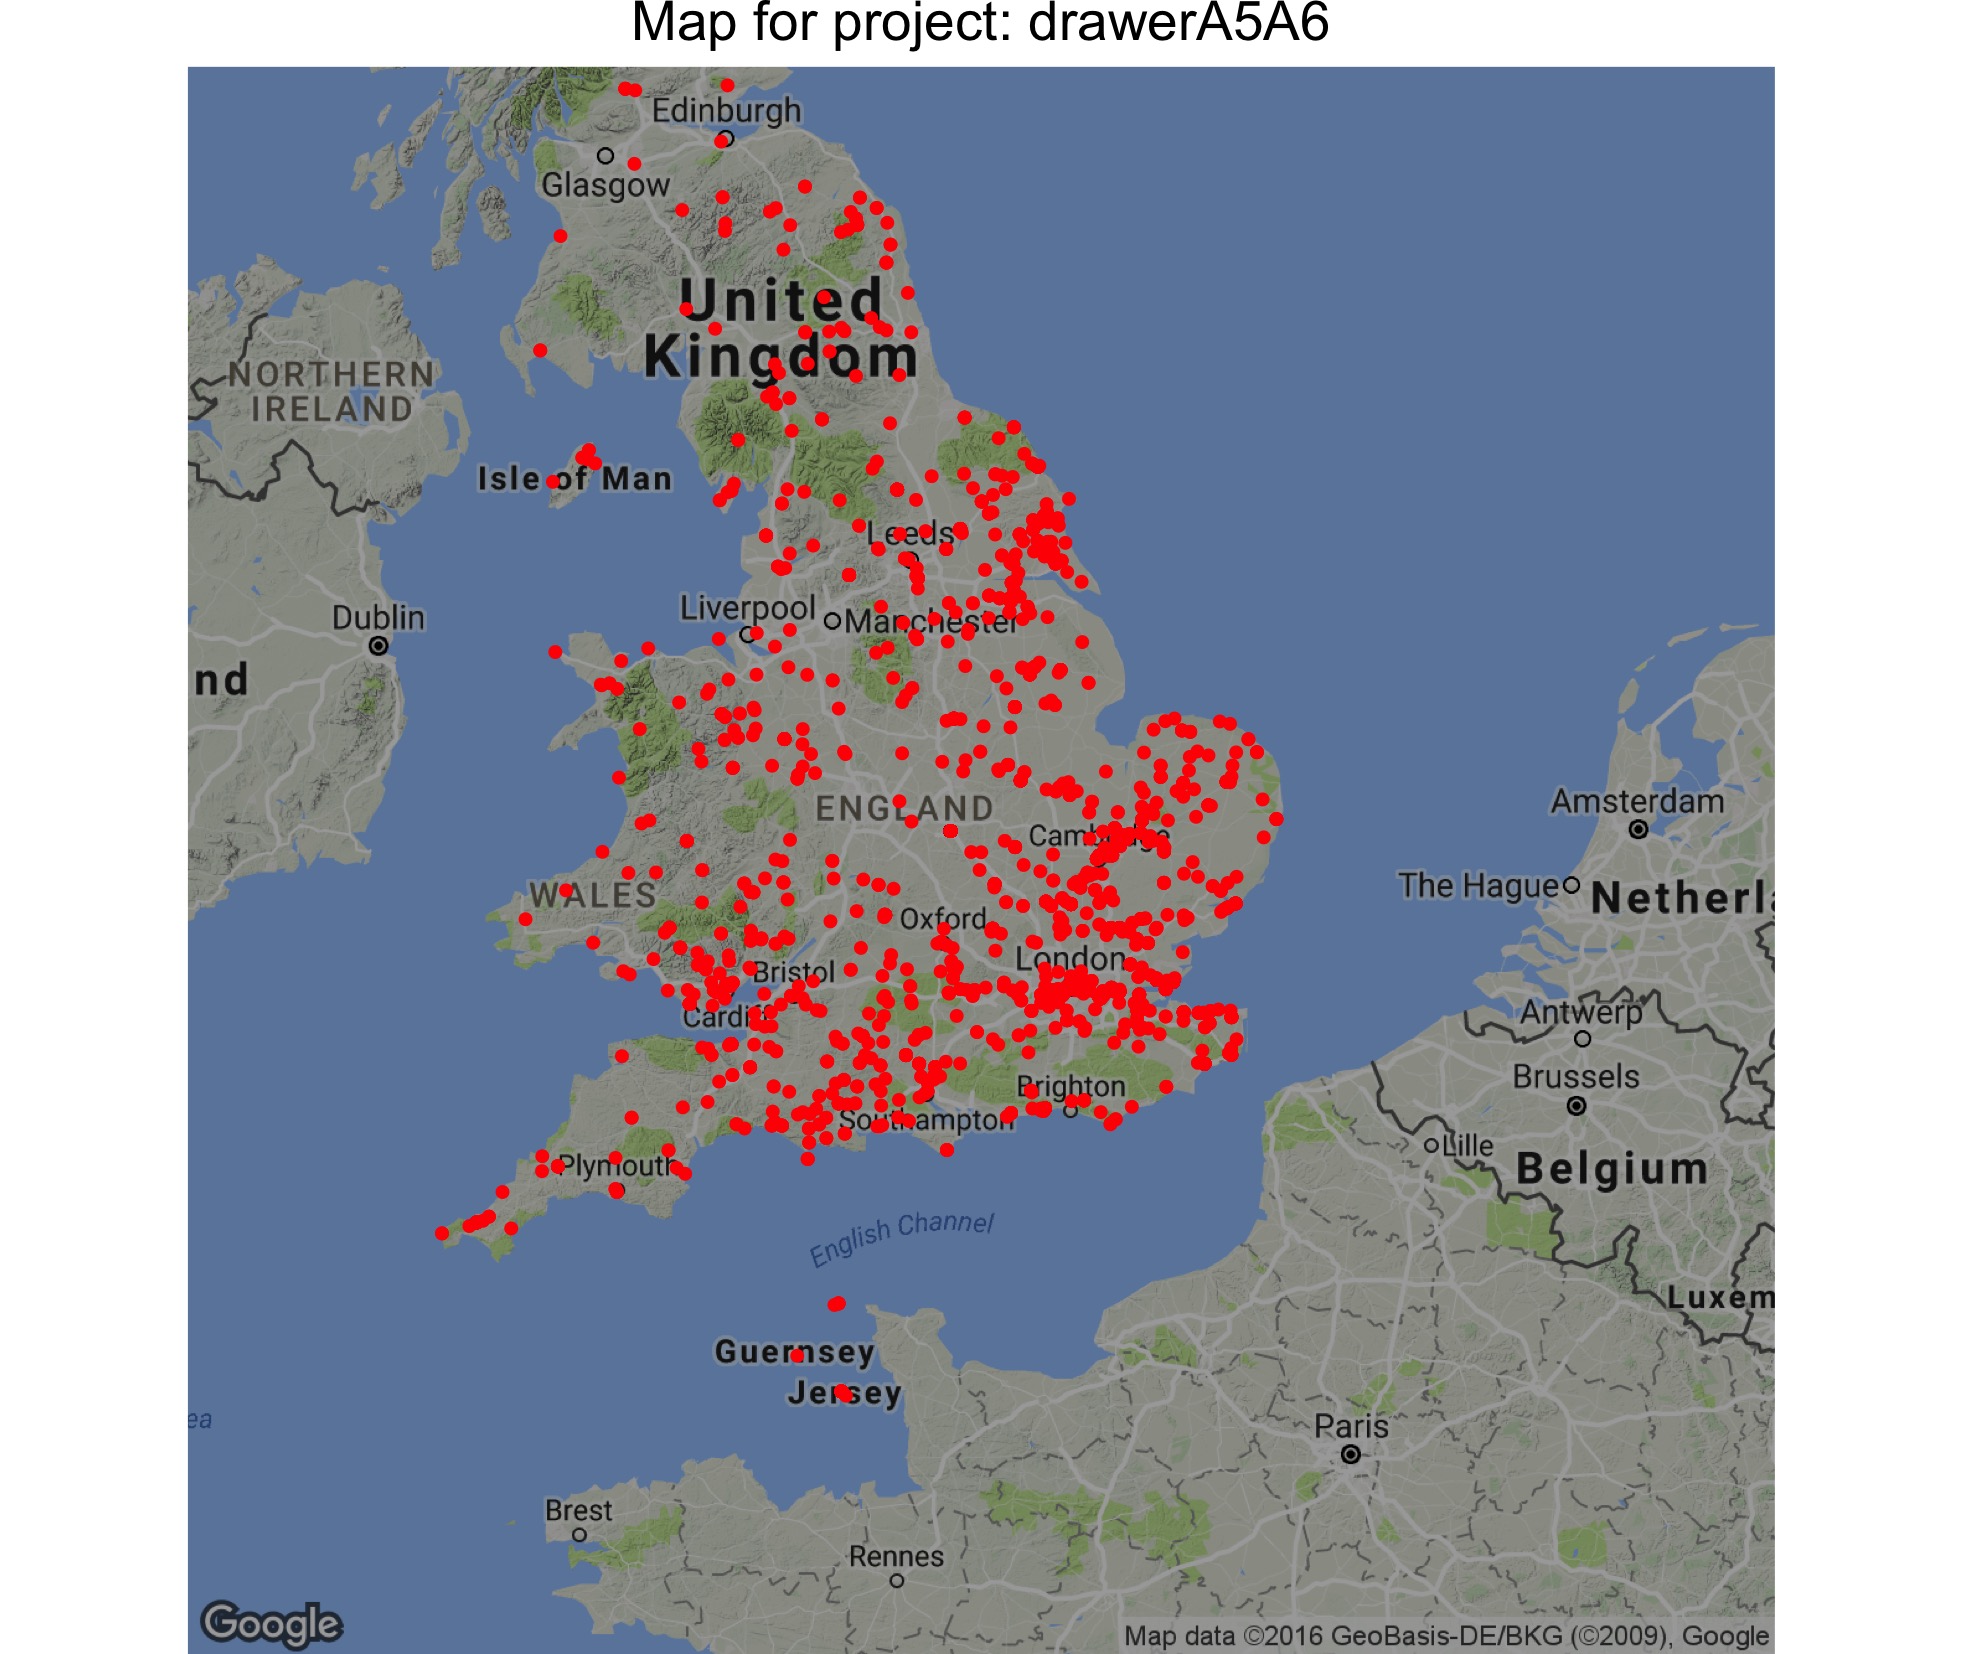 Map for project: drawerA5A6
Edinburgh
Glasgow
United
Kingdom
NORTHERN
IRELAND
Isle of Man
Leeds
Dublin
Liverpool
Manchester
nd
ENGLAND
Cambridge
Amsterdam
The Hague
Netherla
WALES
Oxford
London
Bristol
Cardiff
Antwerp
Brussels
Brighton
Southampton
Lille
Belgium
Plymouth
English Channel
Luxem
Guernsey
Jersey
ea
Paris
Brest
Rennes
Google
Map data ©2016 GeoBasis-DE/BKG (©2009), Google